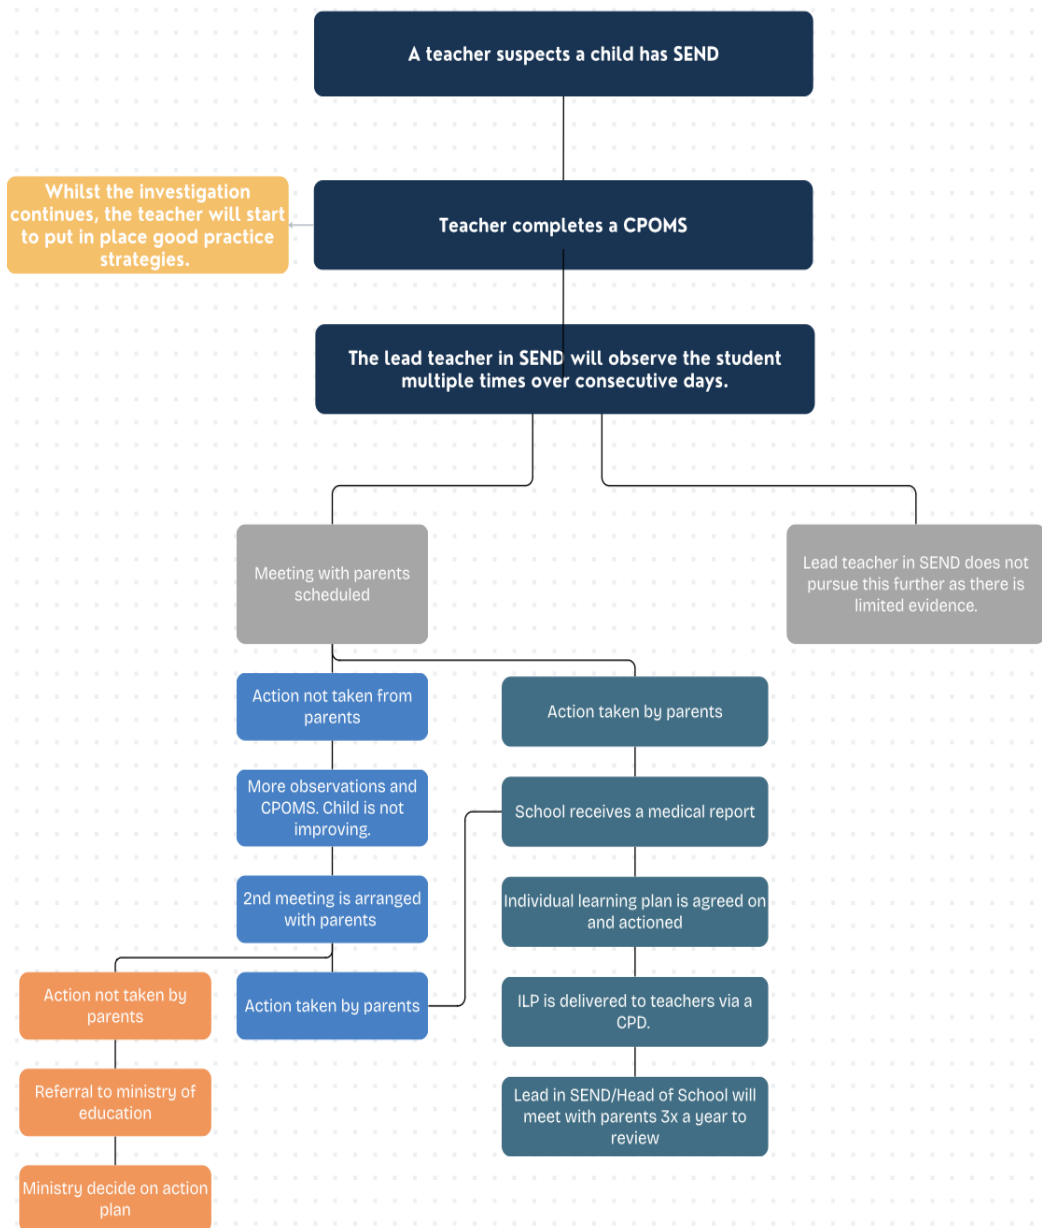 A teacher suspects a child has SEND
Whilst the investigation
continues, the teacher will start
to put in place good practice
strategies.
Teacher completes a CPOMS
The lead teacher in SEND will observe the student
multiple times over consecutive days.
Meeting with parents
scheduled
Lead teacher in SEND does not
pursue this further as there is
limited evidence.
Action not taken from
parents
More observations and
CPOMS. Child is not
improving.
2nd meeting is arranged
with parents
Action taken by parents
Action not taken by
parents
Referral to ministry of
education
Ministry decide on action
plan
Action taken by parents
School receives a medical report
Individual learning plan is agreed on
and actioned
ILP is delivered to teachers via a
CPD.
Lead in SEND/Head of School will
meet with parents 3x a year to
review